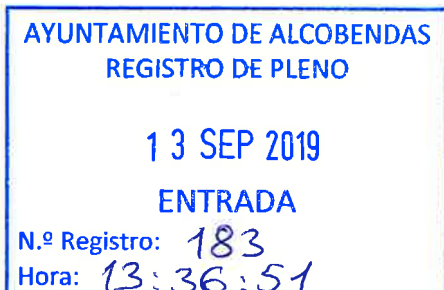 AYUNTAMIENTO DE ALCOBENDAS
REGISTRO DE PLENO
13 SEP 2019
ENTRADA
N.º Registro: 183
Hora: 13:36:51